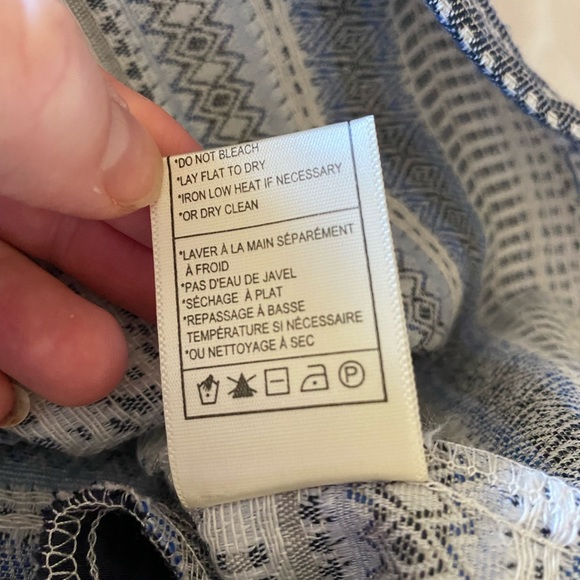 *DO NOT BLEACH
*LAY FLAT TO DRY
*IRON LOW HEAT IF NECESSARY
*OR DRY CLEAN
*LAVER À LA MAIN SÉPARÉMENT
À FROID
*PAS D'EAU DE JAVEL
*SÉCHAGE À PLAT
*REPASSAGE À BASSE
TEMPÉRATURE SI NÉCESSAIRE
*OU NETTOYAGE À SEC
P